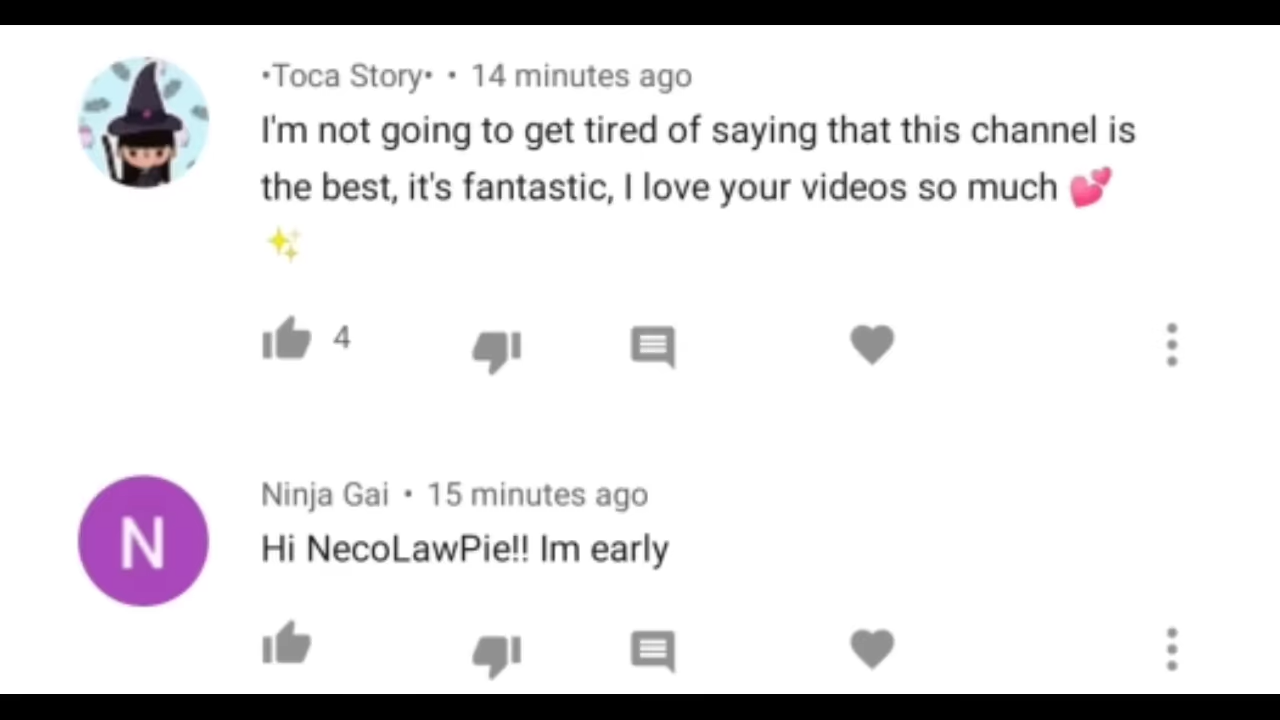 •Toca Story• • 14 minutes ago
I'm not going to get tired of saying that this channel is
the best, it's fantastic, I love your videos so much 💕
✨
4
N
Ninja Gai • 15 minutes ago
Hi NecoLawPie!! Im early